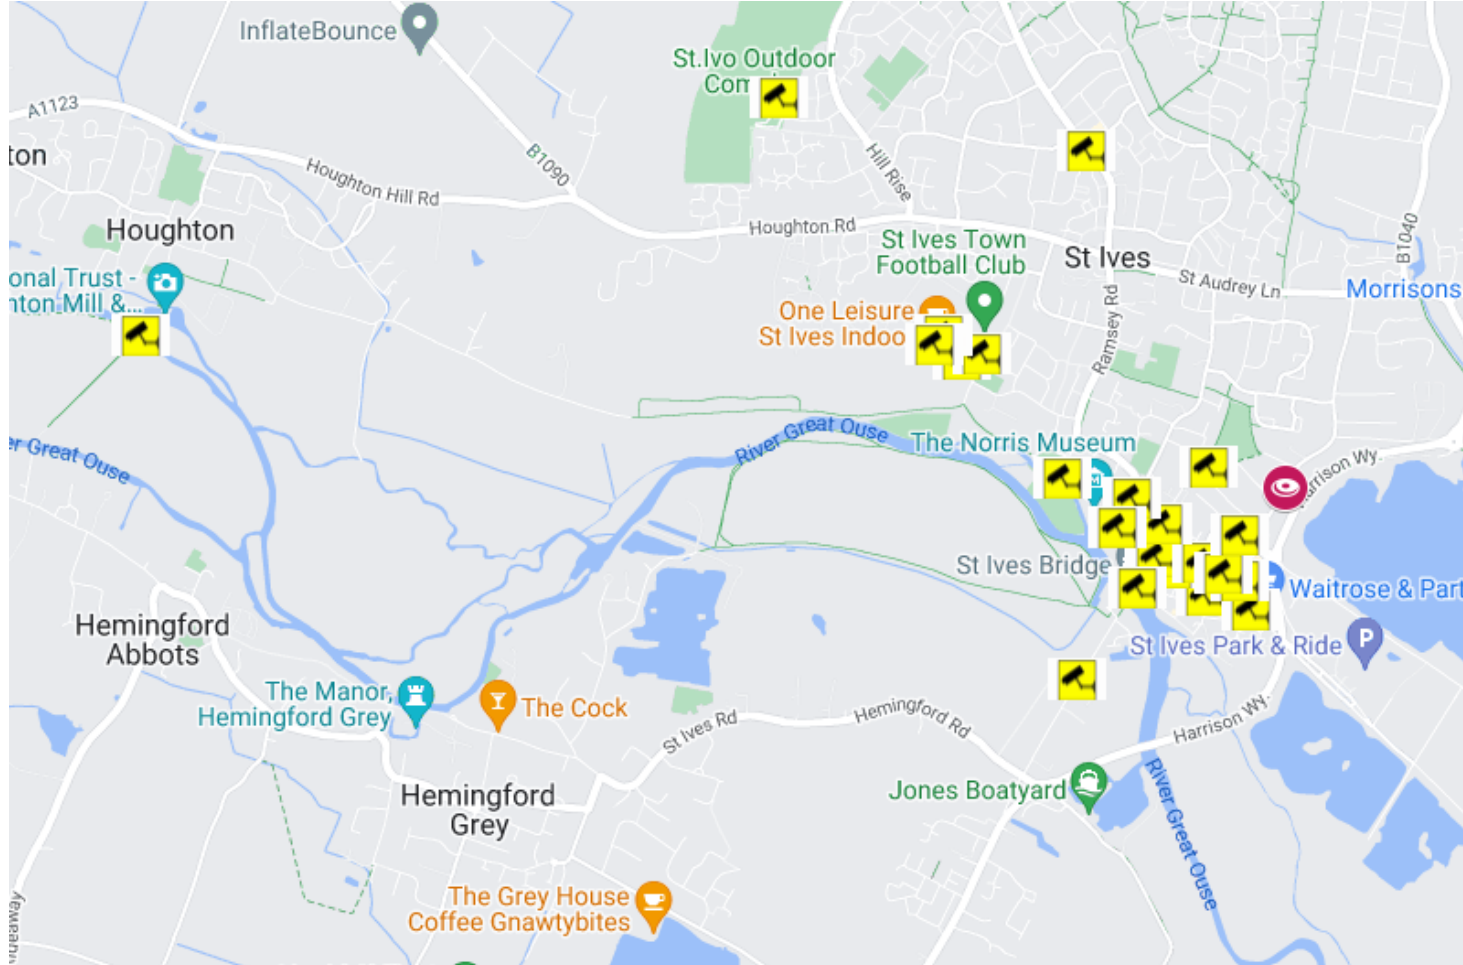 InflateBounce
St.Ivo Outdoor
Com
A1123
ton
B1090
Hill Rise
Houghton Hill Rd
Houghton
Houghton Rd
St Ives Town
Football Club
St Ives
B1040
St Audrey Ln
Morrisons
onal Trust -
nton Mill &...
One Leisure
St Ives Indoo
Ramsey Rd
River Great Ouse
The Norris Museum
er Great Ouse
Harrison Wy.
St Ives Bridge
Waitrose & Part
Hemingford
Abbots
St Ives Park & Ride
P
The Manor,
Hemingford Grey
The Cock
St Ives Rd
Hemingford Rd
Harrison Wy.
Jones Boatyard
River Great Ouse
Hemingford
Grey
The Grey House
Coffee Gnawtybites